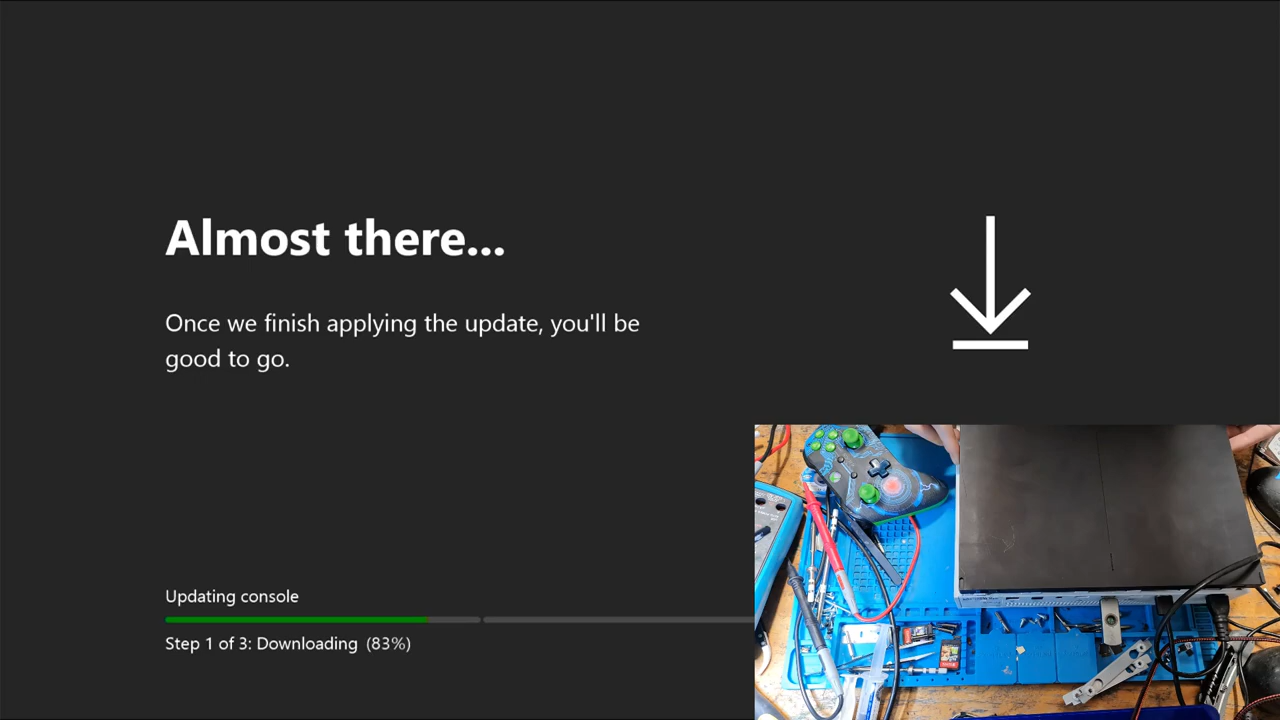 Almost there...
Once we finish applying the update, you'll be
good to go.
Updating console
Step 1 of 3: Downloading (83%)